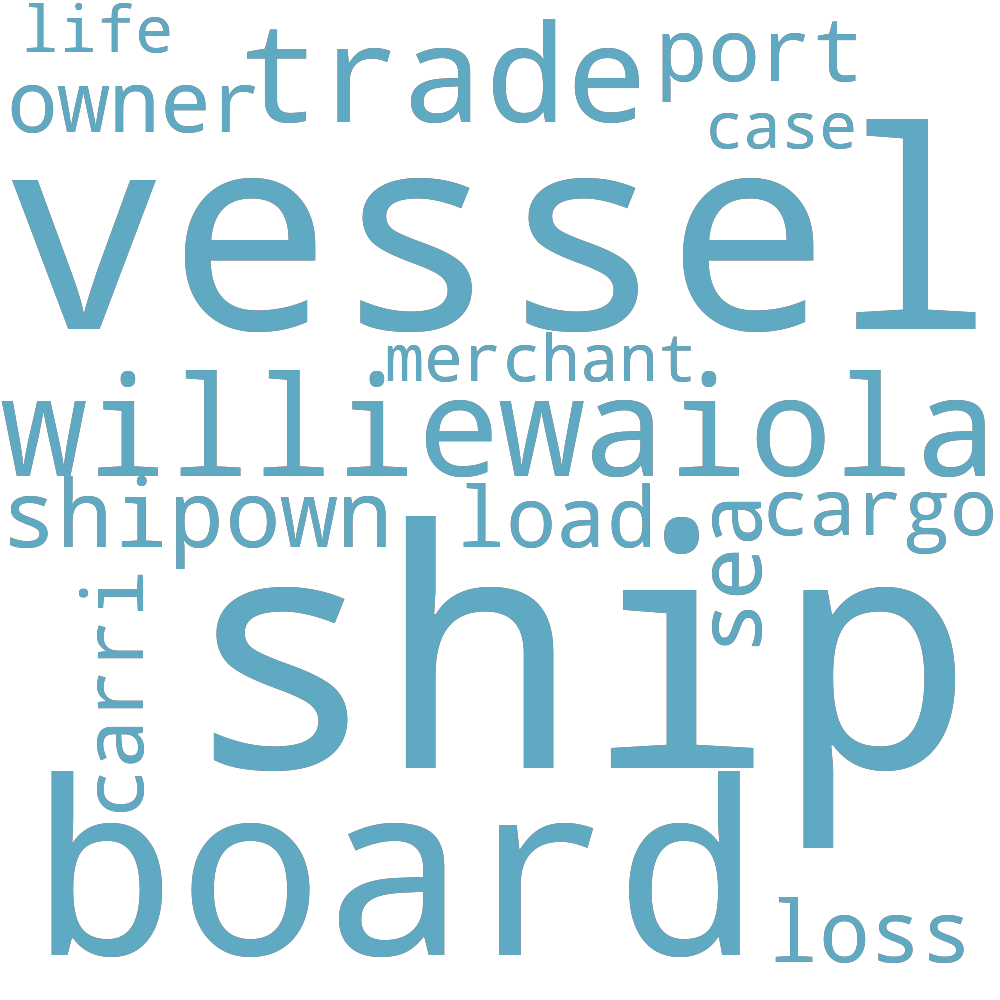 life
trade
port
owner
case
vessel
merchant
williewaiola
shipown
load
sea
cargo
ship
carri
board
loss